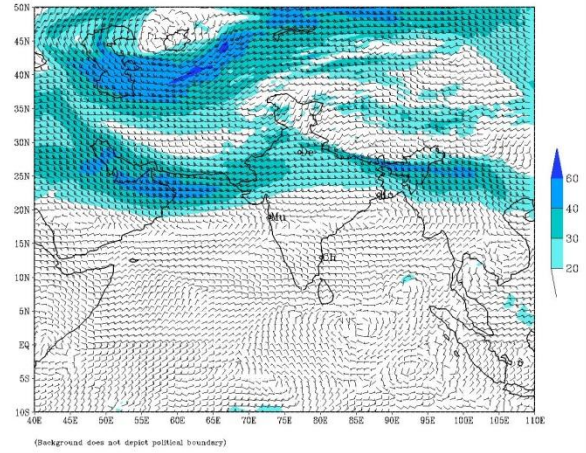 50N
45N
40N
35N
30N
25N
20N
15N
10N
5N
EQ
5S
10S
De
Mu
Ch
60
40
30
20
40E 45E 50E 55E 60E 65E 70E 75E 80E 85E 90E 95E 100E 105E 110E
(Background does not depict political boundary)